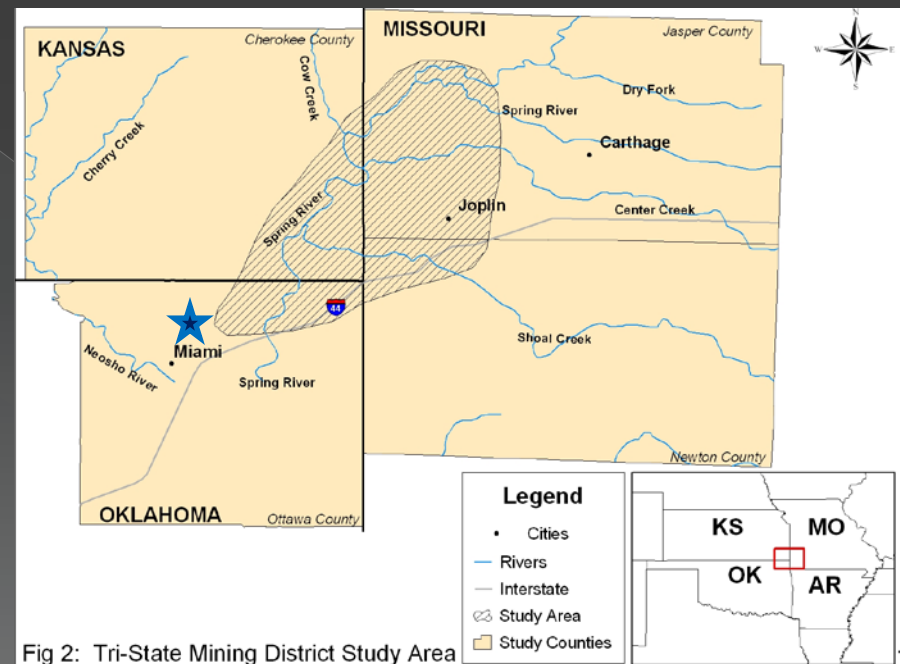 KANSAS
Cherokee County
MISSOURI
Jasper County
N
W
E
S
Cow Creek
Cherry Creek
Dry Fork
Spring River
Carthage
Spring River
Joplin
Center Creek
44
Miami
Neosho River
Spring River
Shoal Creek
Newton County
OKLAHOMA
Ottawa County
Legend
Cities
Rivers
Interstate
Study Area
Study Counties
KS
MO
OK
AR
Fig 2: Tri-State Mining District Study Area